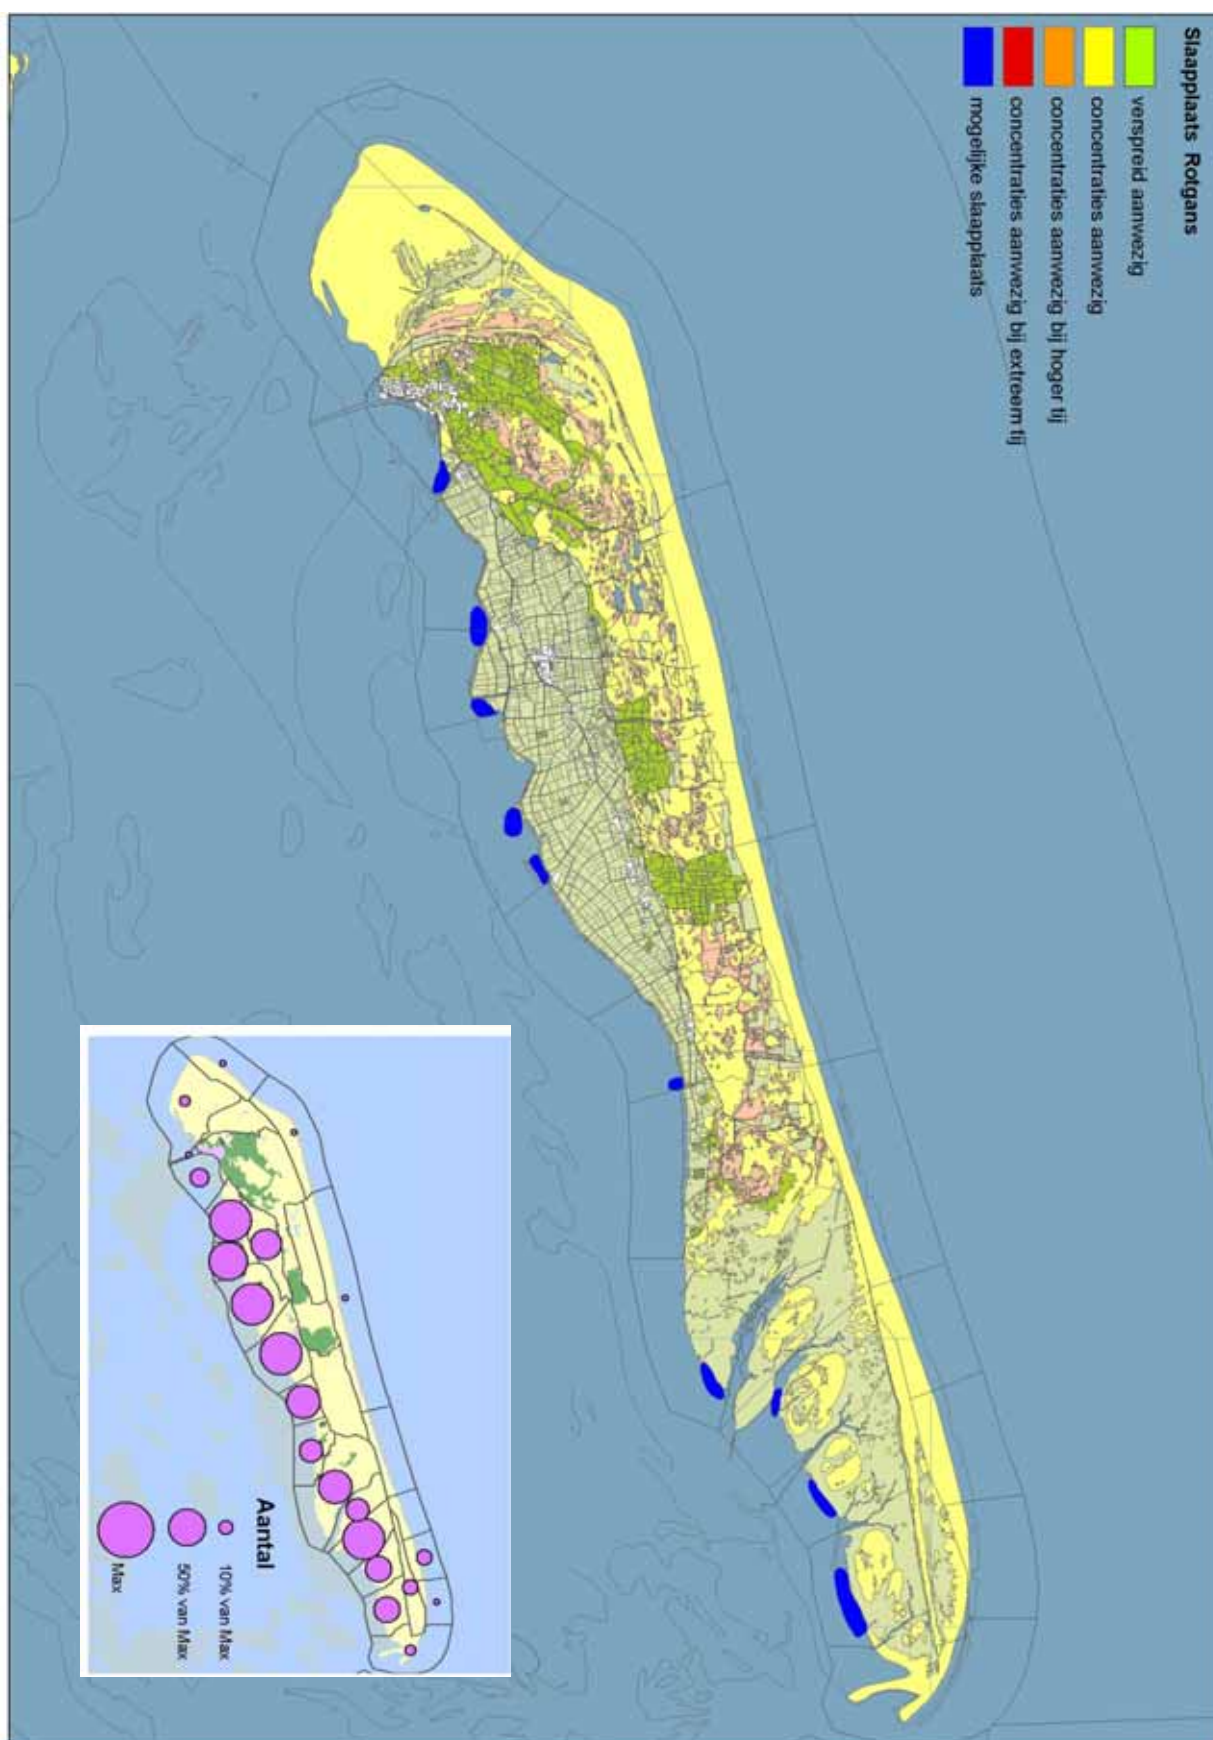 Slaapplaats Rotgans
verspreid aanwezig
concentraties aanwezig
concentraties aanwezig bij hoger tij
concentraties aanwezig bij extreem tij
mogelijke slaapplaats
Aantal
10% van Max
50% van Max
Max